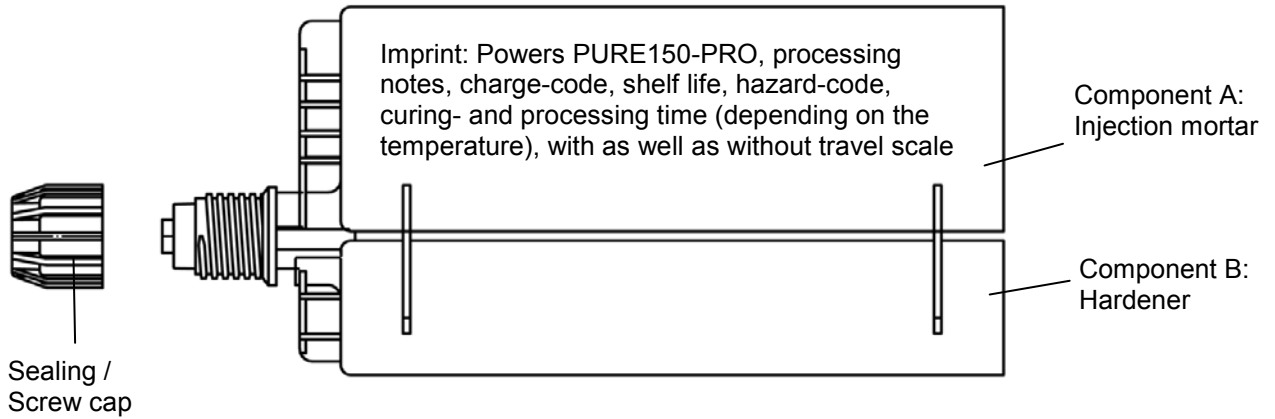 Imprint: Powers PURE150-PRO, processing
notes, charge-code, shelf life, hazard-code,
curing- and processing time (depending on the
temperature), with as well as without travel scale
Component A:
Injection mortar
Component B:
Hardener
Sealing /
Screw cap